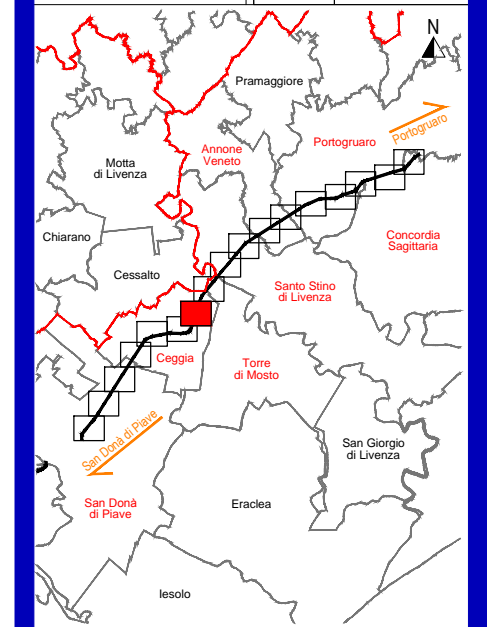 N
Pramaggiore
Portogruaro
Portogruaro
Annone
Veneto
Motta
di Livenza
Chiarano
Concordia
Sagittaria
Cessalto
Santo Stino
di Livenza
Ceggia
Torre
di Mosto
San Donà di Piave
San Giorgio
di Livenza
San Donà
di Piave
Eraclea
Iesolo